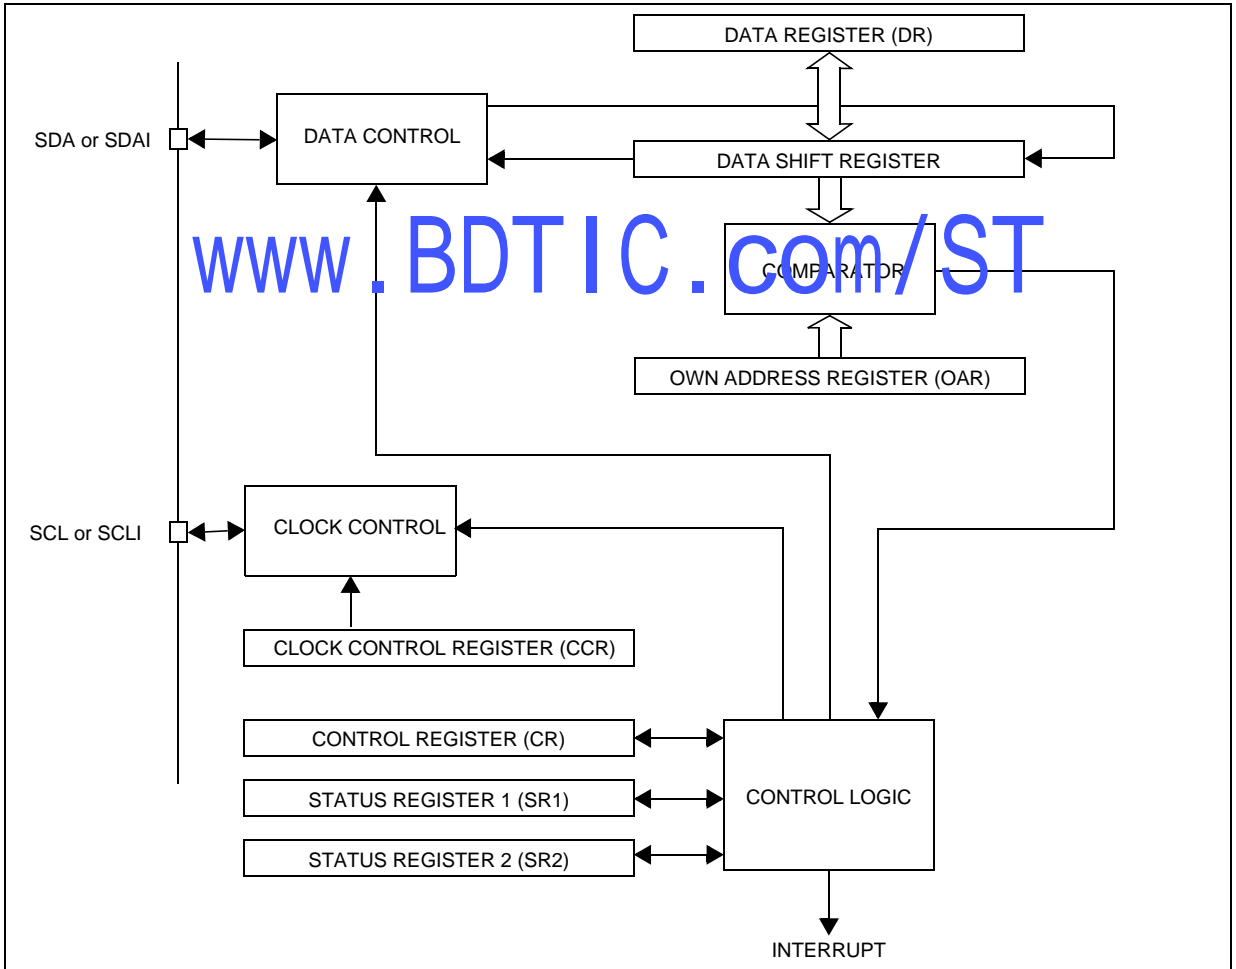 DATA REGISTER (DR)
SDA or SDAI
DATA CONTROL
DATA SHIFT REGISTER
www.BDTIC.com/ST
COMPARATOR
OWN ADDRESS REGISTER (OAR)
SCL or SCLI
CLOCK CONTROL
CLOCK CONTROL REGISTER (CCR)
CONTROL REGISTER (CR)
STATUS REGISTER 1 (SR1)
CONTROL LOGIC
STATUS REGISTER 2 (SR2)
INTERRUPT